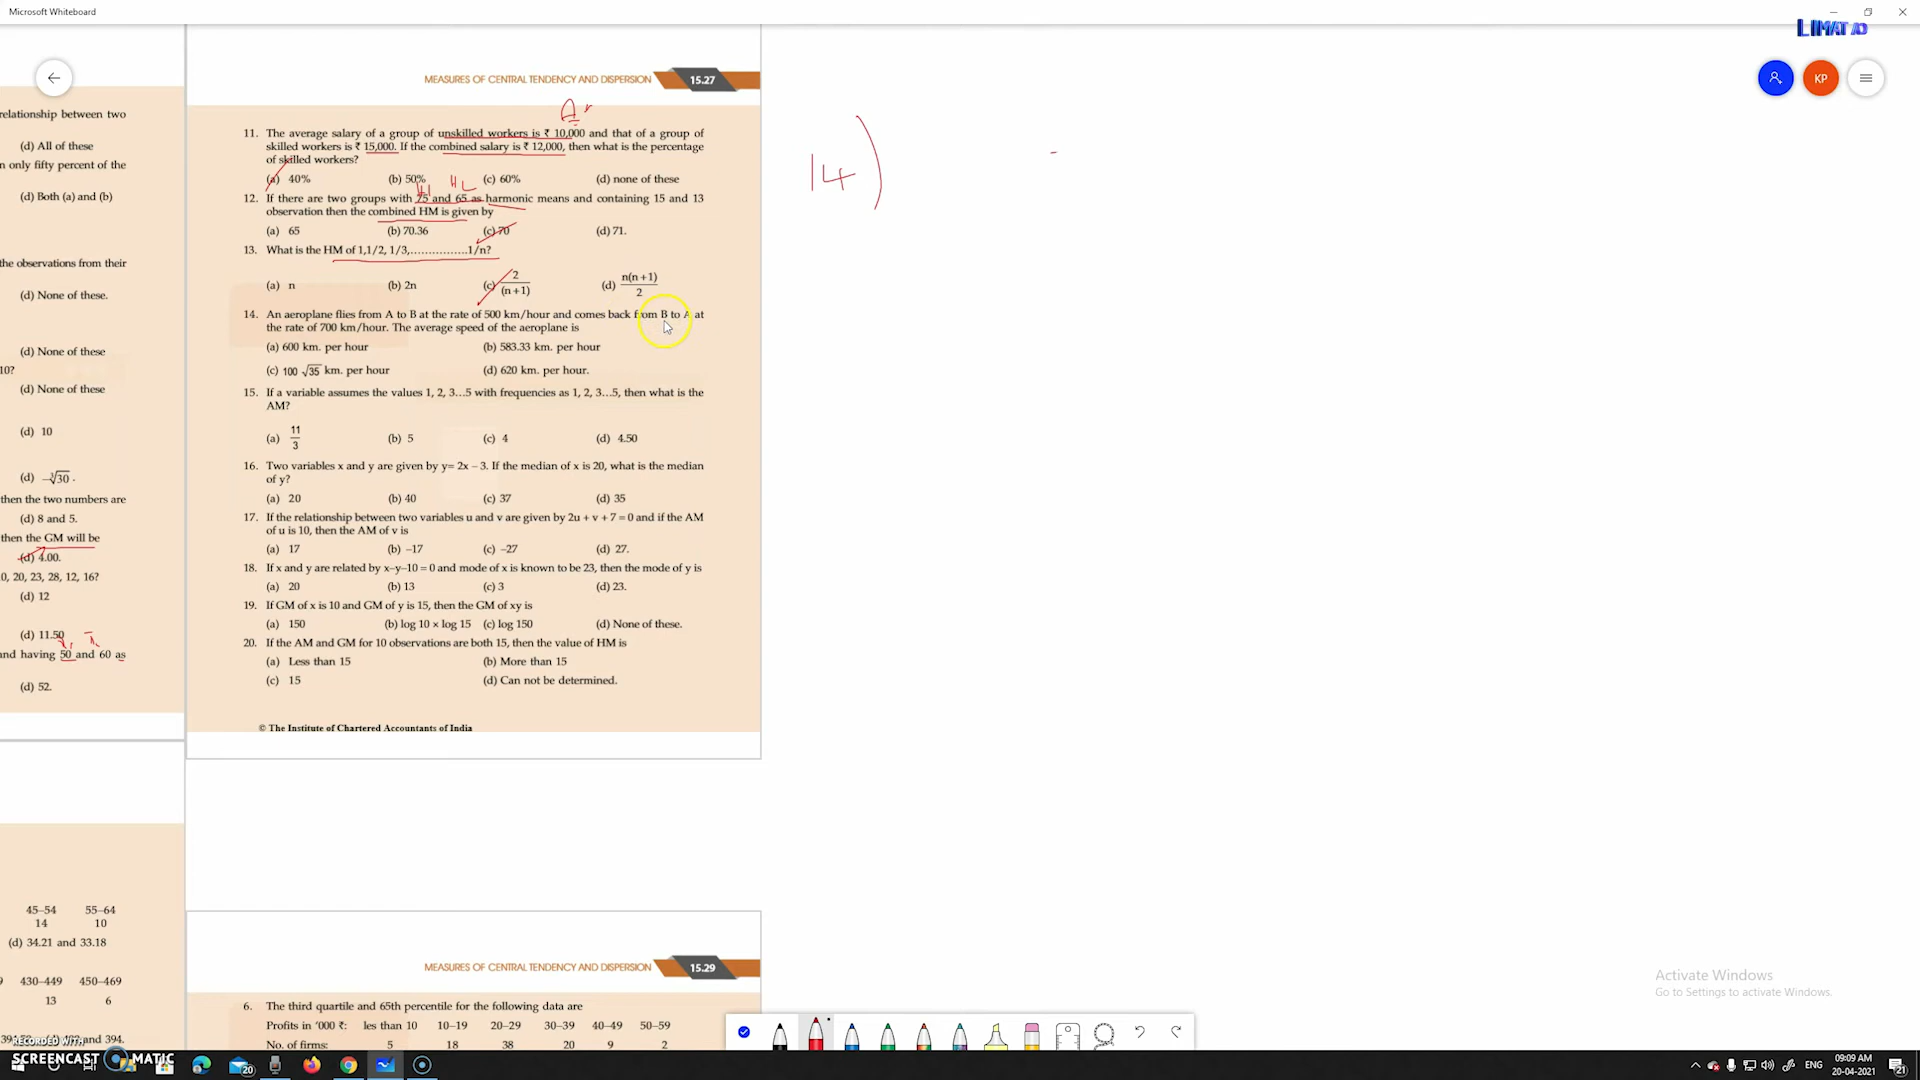 Microsoft Whiteboard
LIMAT AD
KP
relationship between two
(d) All of these
n only fifty percent of the
(d) Both (a) and (b)
the observations from their
(d) None of these.
(d) None of these
10?
(d) None of these
(d) 10
(d) –∛30 .
then the two numbers are
(d) 8 and 5.
then the GM will be
(d) 4.00.
0, 20, 23, 28, 12, 16?
(d) 12
(d) 11.50
and having 50 and 60 as
(d) 52.
45–54 55–64
14 10
(d) 34.21 and 33.18
9 430–449 450–469
13 6
MEASURES OF CENTRAL TENDENCY AND DISPERSION 15.27
11. The average salary of a group of unskilled workers is ₹ 10,000 and that of a group of
skilled workers is ₹ 15,000. If the combined salary is ₹ 12,000, then what is the percentage
of skilled workers?
(a) 40% (b) 50% (c) 60% (d) none of these
12. If there are two groups with 75 and 65 as harmonic means and containing 15 and 13
observation then the combined HM is given by
(a) 65 (b) 70.36 (c) 70 (d) 71.
13. What is the HM of 1,1/2, 1/3,................1/n?
(a) n (b) 2n (c) 2/(n+1) (d) n(n+1)/2
14. An aeroplane flies from A to B at the rate of 500 km/hour and comes back from B to A at
the rate of 700 km/hour. The average speed of the aeroplane is
(a) 600 km. per hour (b) 583.33 km. per hour
(c) 100 √35 km. per hour (d) 620 km. per hour.
15. If a variable assumes the values 1, 2, 3...5 with frequencies as 1, 2, 3...5, then what is the
AM?
(a) 11/3 (b) 5 (c) 4 (d) 4.50
16. Two variables x and y are given by y= 2x – 3. If the median of x is 20, what is the median
of y?
(a) 20 (b) 40 (c) 37 (d) 35
17. If the relationship between two variables u and v are given by 2u + v + 7 = 0 and if the AM
of u is 10, then the AM of v is
(a) 17 (b) –17 (c) –27 (d) 27.
18. If x and y are related by x–y–10 = 0 and mode of x is known to be 23, then the mode of y is
(a) 20 (b) 13 (c) 3 (d) 23.
19. If GM of x is 10 and GM of y is 15, then the GM of xy is
(a) 150 (b) log 10 × log 15 (c) log 150 (d) None of these.
20. If the AM and GM for 10 observations are both 15, then the value of HM is
(a) Less than 15 (b) More than 15
(c) 15 (d) Can not be determined.
© The Institute of Chartered Accountants of India
14)
MEASURES OF CENTRAL TENDENCY AND DISPERSION 15.29
6. The third quartile and 65th percentile for the following data are
Profits in '000 ₹: les than 10 10–19 20–29 30–39 40–49 50–59
No. of firms: 5 18 38 20 9 2
Activate Windows
Go to Settings to activate Windows.
RECORDED WITH
SCREENCAST MATIC
20
ENG
09:09 AM
20-04-2021
21